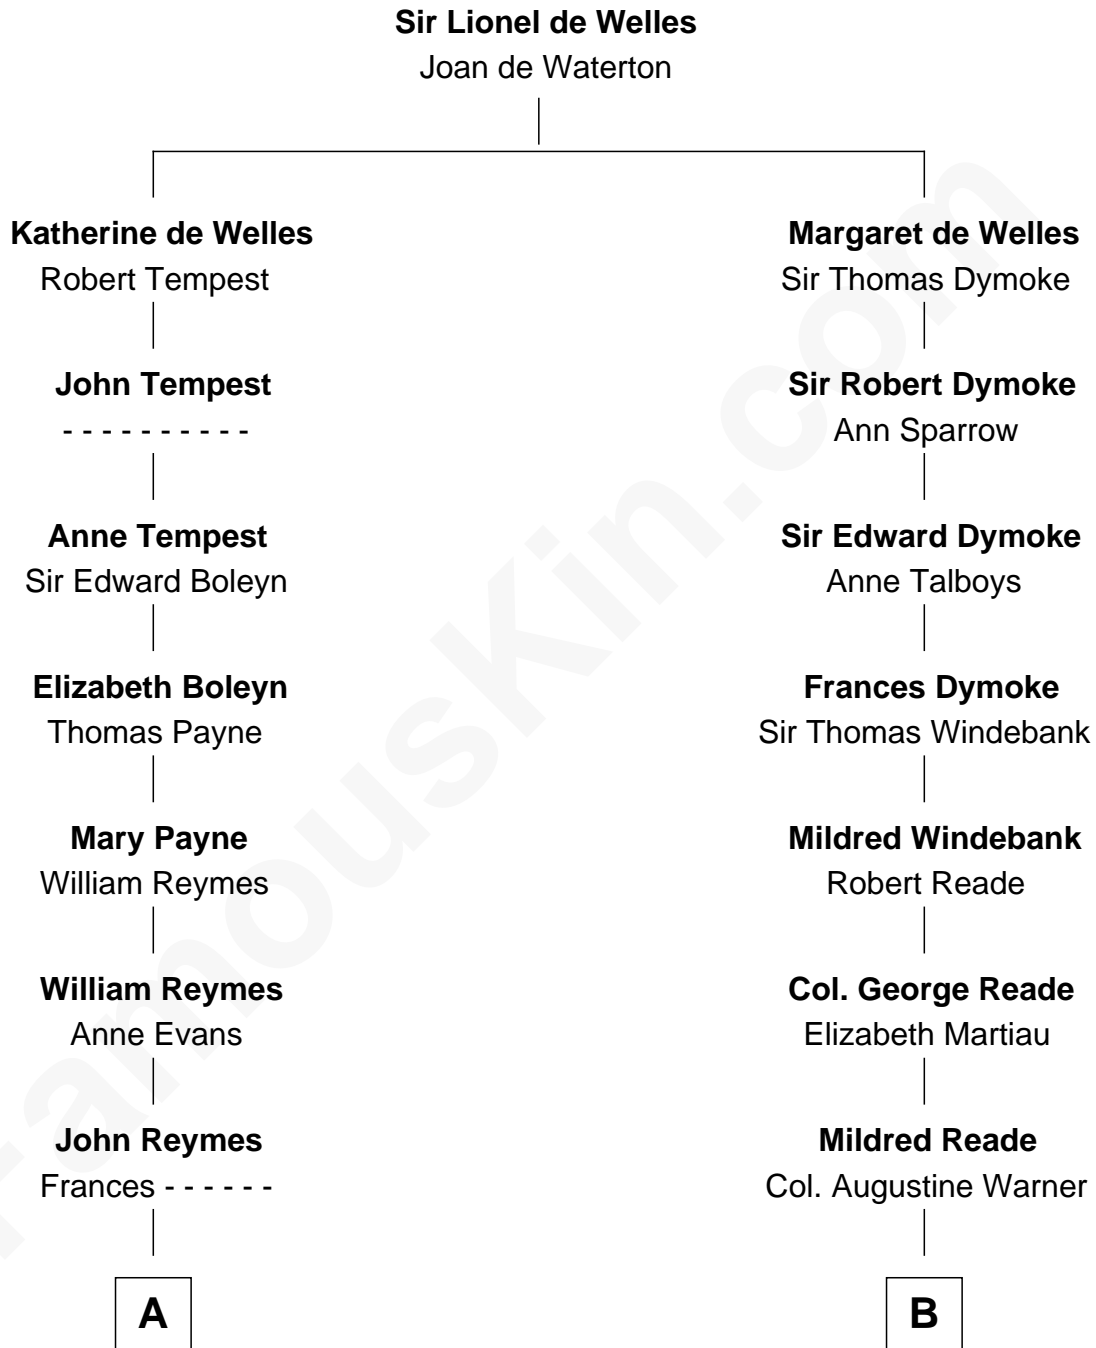 Sir Lionel de Welles
Joan de Waterton
Katherine de Welles
Robert Tempest
Margaret de Welles
Sir Thomas Dymoke
John Tempest
- - - - - - - - - -
Sir Robert Dymoke
Ann Sparrow
Anne Tempest
Sir Edward Boleyn
Sir Edward Dymoke
Anne Talboys
Elizabeth Boleyn
Thomas Payne
Frances Dymoke
Sir Thomas Windebank
Mary Payne
William Reymes
Mildred Windebank
Robert Reade
William Reymes
Anne Evans
Col. George Reade
Elizabeth Martiau
John Reymes
Frances - - - - - -
Mildred Reade
Col. Augustine Warner
A
B
FamousKin.com